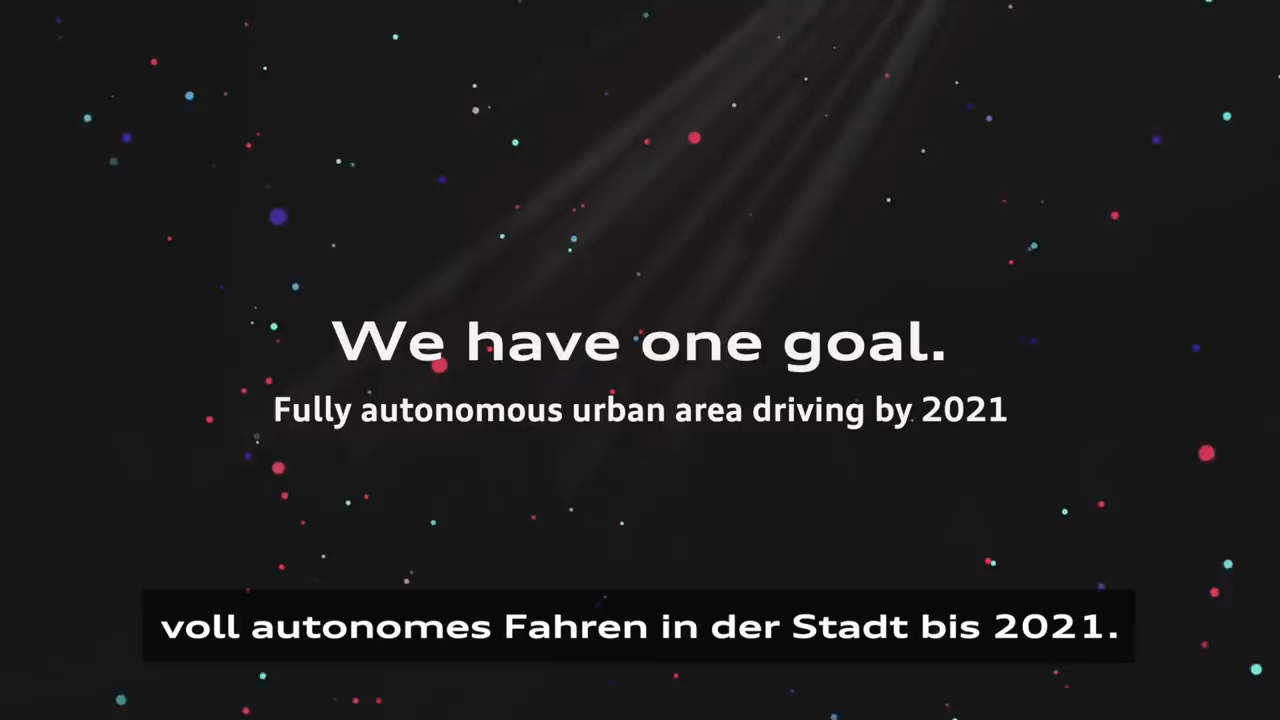 We have one goal.
Fully autonomous urban area driving by 2021
voll autonomes Fahren in der Stadt bis 2021.